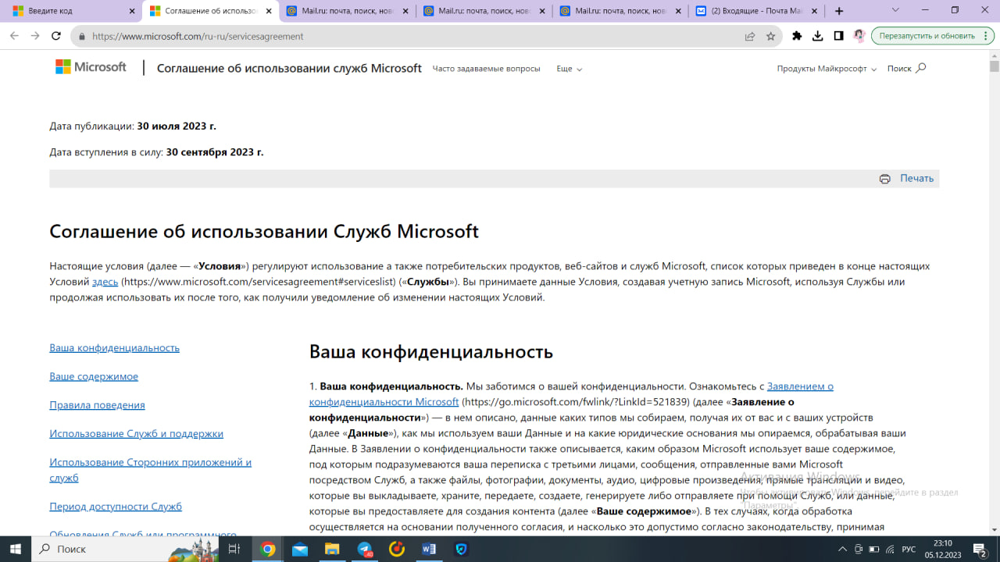 Введите код
Соглашение об использо
Mail.ru: почта, поиск, нов
Mail.ru: почта, поиск, ново
Mail.ru: почта, поиск, нов
(2) Входящие - Почта Mai
https://www.microsoft.com/ru-ru/servicesagreement
Перезапустить и обновить
Microsoft
Соглашение об использовании служб Microsoft
Часто задаваемые вопросы
Еще
Продукты Майкрософт
Поиск
Дата публикации: 30 июля 2023 г.
Дата вступления в силу: 30 сентября 2023 г.
Печать
Соглашение об использовании Служб Microsoft
Настоящие условия (далее — «Условия») регулируют использование а также потребительских продуктов, веб-сайтов и служб Microsoft, список которых приведен в конце настоящих
Условий здесь (https://www.microsoft.com/servicesagreement#serviceslist) («Службы»). Вы принимаете данные Условия, создавая учетную запись Microsoft, используя Службы или
продолжая использовать их после того, как получили уведомление об изменении настоящих Условий.
Ваша конфиденциальность
Ваше содержимое
Правила поведения
Использование Служб и поддержки
Использование Сторонних приложений и
служб
Период доступности Служб
Обновления Служб или программного
Ваша конфиденциальность
1. Ваша конфиденциальность. Мы заботимся о вашей конфиденциальности. Ознакомьтесь с Заявлением о
конфиденциальности Microsoft (https://go.microsoft.com/fwlink/?LinkId=521839) (далее «Заявление о
конфиденциальности») — в нем описано, данные каких типов мы собираем, получая их от вас и с ваших устройств
(далее «Данные»), как мы используем ваши Данные и на какие юридические основания мы опираемся, обрабатывая ваши
Данные. В Заявлении о конфиденциальности также описывается, каким образом Microsoft использует ваше содержимое,
под которым подразумеваются ваша переписка с третьими лицами, сообщения, отправленные вами Microsoft
посредством Служб, а также файлы, фотографии, документы, аудио, цифровые произведения, прямые трансляции и видео,
которые вы выкладываете, храните, передаете, создаете, генерируете либо отправляете при помощи Служб, или данные,
которые вы предоставляете для создания контента (далее «Ваше содержимое»). В тех случаях, когда обработка
осуществляется на основании полученного согласия, и насколько это допустимо согласно законодательству, принимая
Активация Windows
Чтобы активировать Windows, перейдите в раздел
"Параметры".
Поиск
40
РУС
23:10
05.12.2023
2